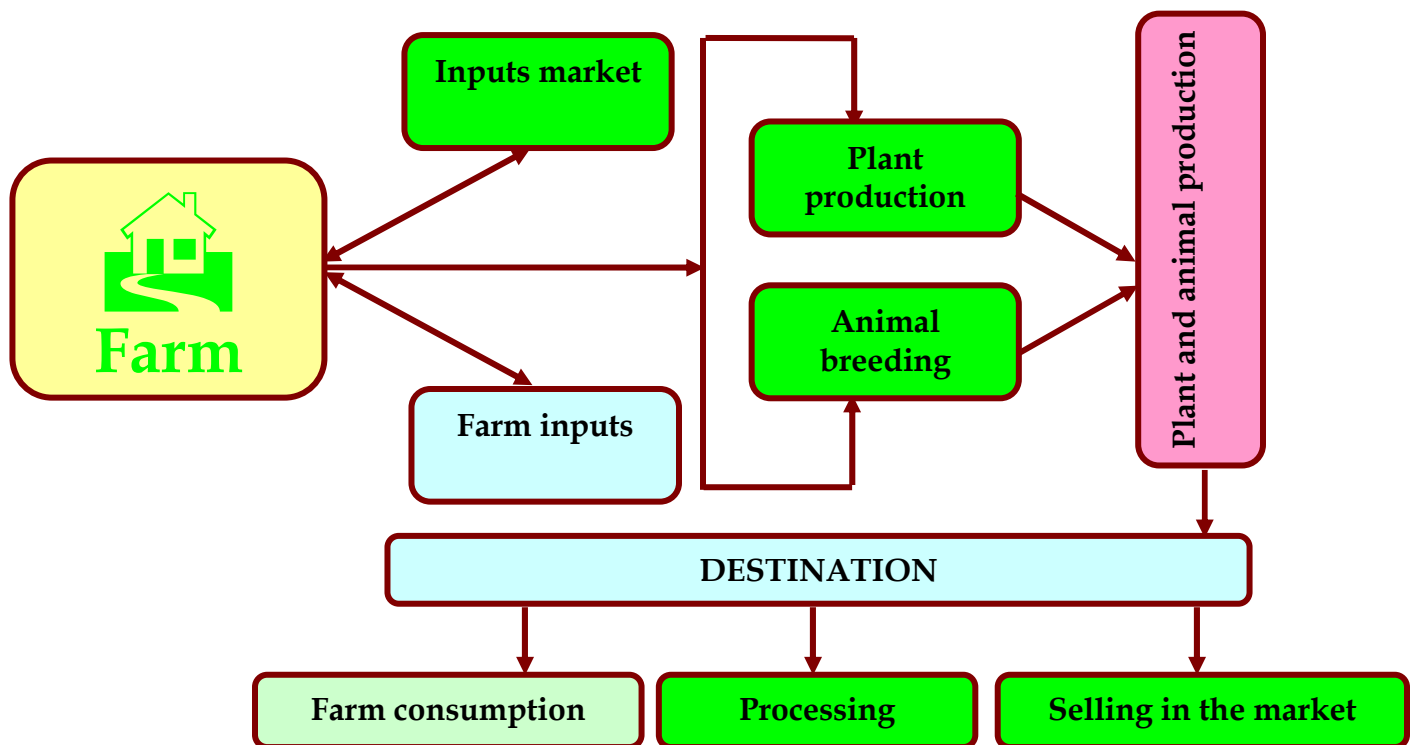 Inputs market
Farm
Farm inputs
Plant
production
Animal
breeding
Plant and animal production
DESTINATION
Farm consumption
Processing
Selling in the market